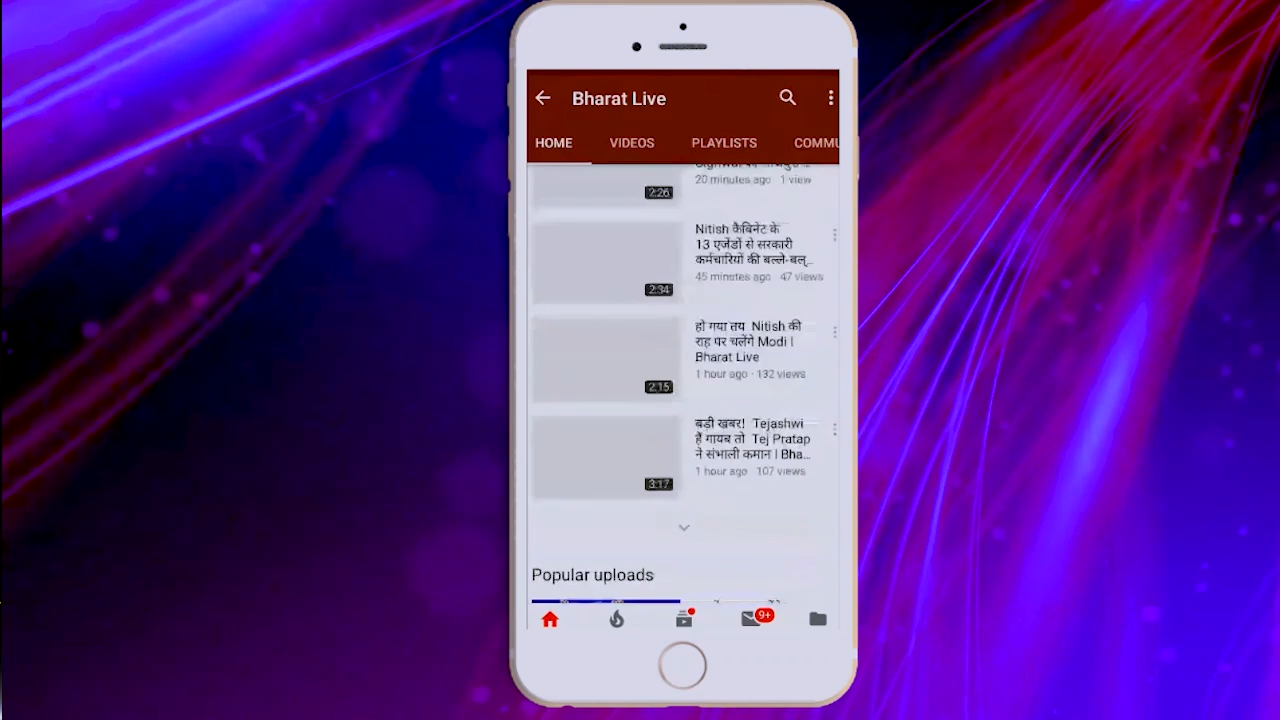 Bharat Live
HOME VIDEOS PLAYLISTS COMMU
20 minutes ago 1 view
2:26
Nitish कैबिनेट के
13 एजेंडों से सरकारी
कर्मचारियों की बल्ले-बल्...
45 minutes ago 47 views
2:34
हो गया तय Nitish की
राह पर चलेंगे Modi |
Bharat Live
1 hour ago · 132 views
2:15
बड़ी खबर! Tejashwi
हैं गायब तो Tej Pratap
ने संभाली कमान | Bha...
1 hour ago 107 views
3:17
Popular uploads
9+